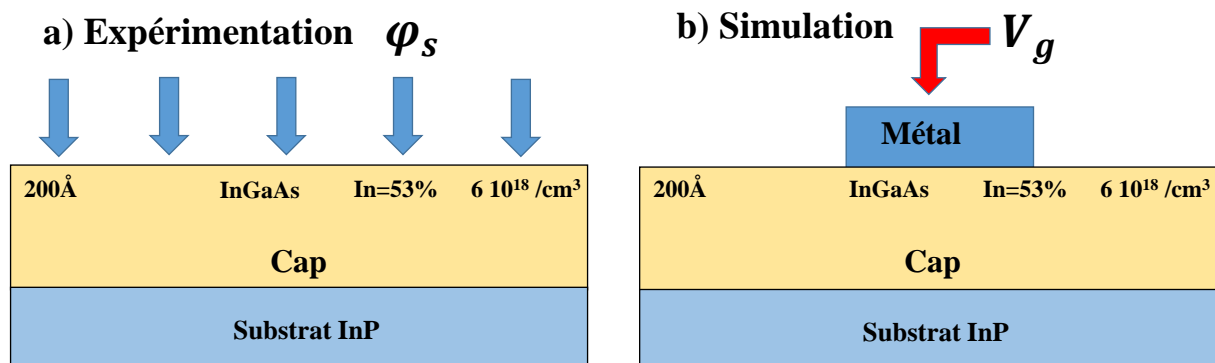 a) Expérimentation φₛ
200Å InGaAs In=53% 6 10¹⁸ /cm³
Cap
Substrat InP
b) Simulation V_g
Métal
200Å InGaAs In=53% 6 10¹⁸ /cm³
Cap
Substrat InP